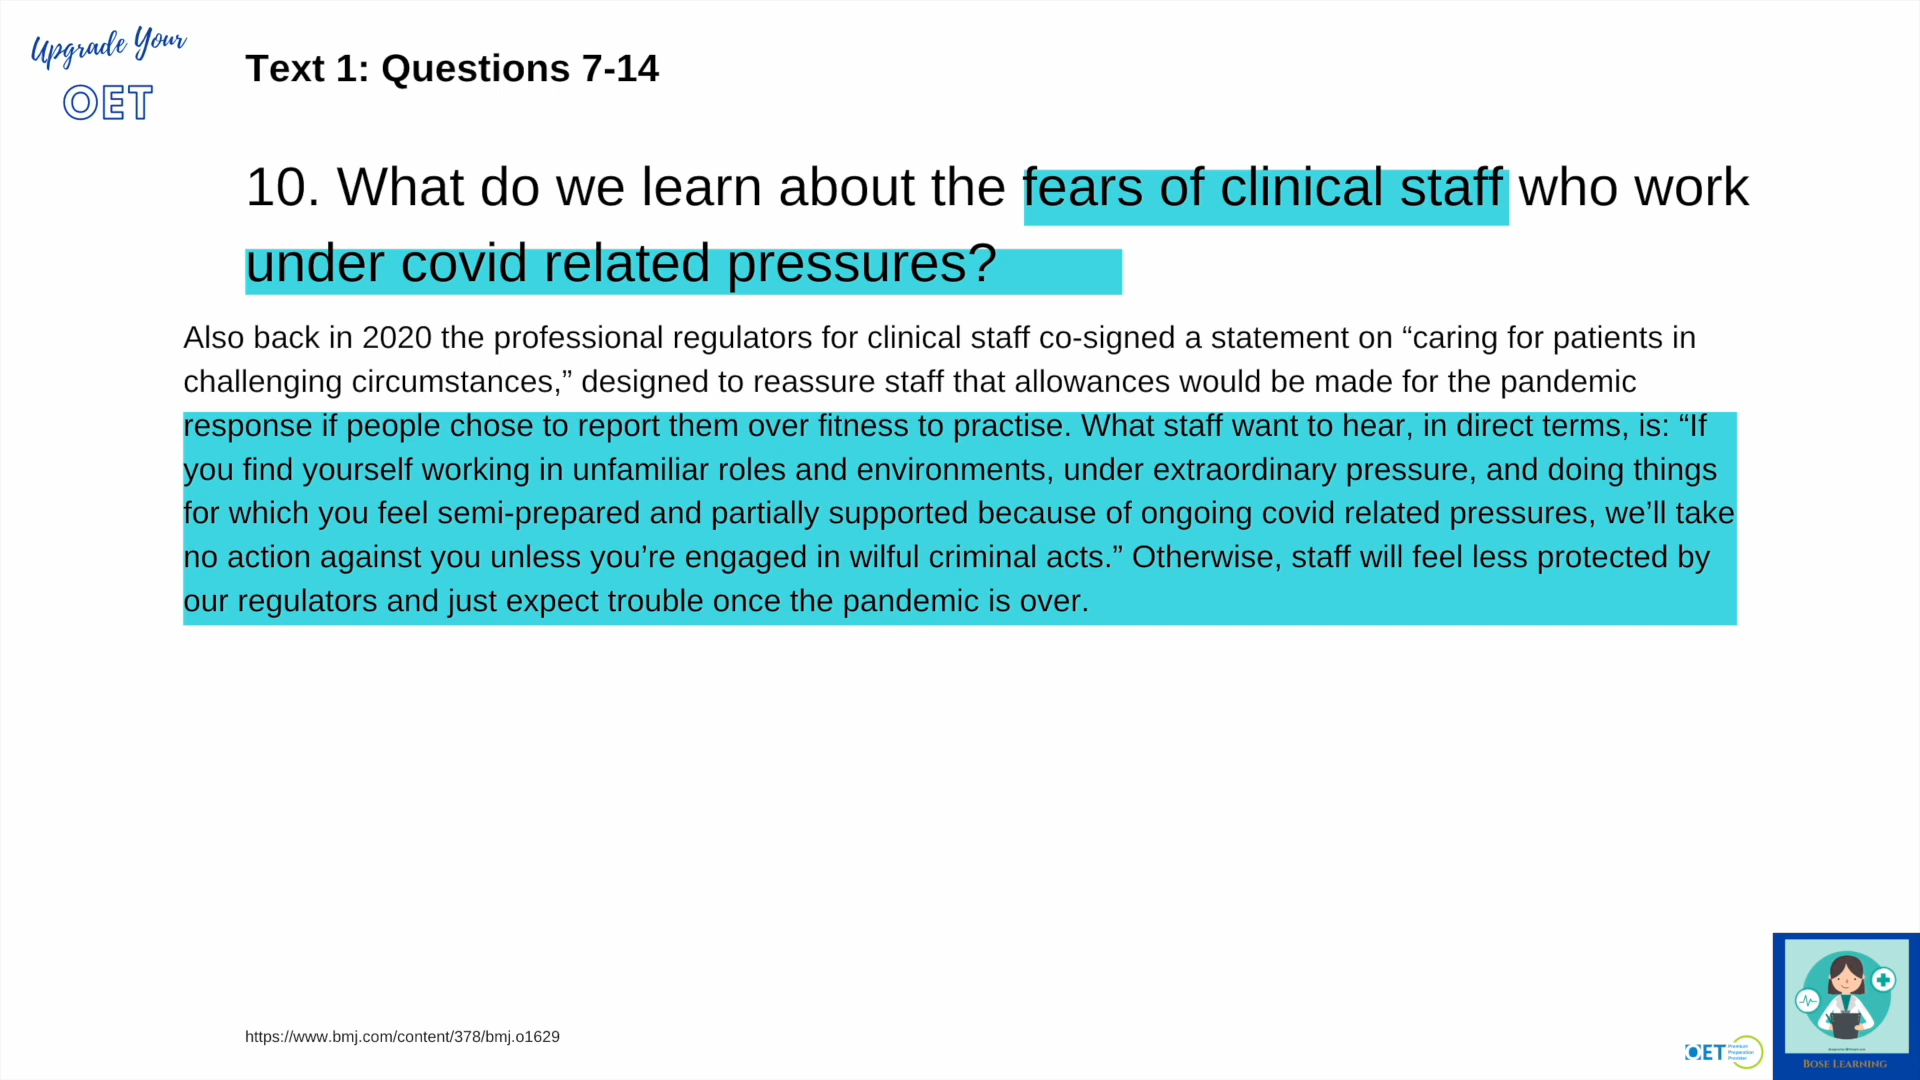 Upgrade Your
OET
Text 1: Questions 7-14
10. What do we learn about the fears of clinical staff who work
under covid related pressures?
Also back in 2020 the professional regulators for clinical staff co-signed a statement on “caring for patients in
challenging circumstances,” designed to reassure staff that allowances would be made for the pandemic
response if people chose to report them over fitness to practise. What staff want to hear, in direct terms, is: “If
you find yourself working in unfamiliar roles and environments, under extraordinary pressure, and doing things
for which you feel semi-prepared and partially supported because of ongoing covid related pressures, we’ll take
no action against you unless you’re engaged in wilful criminal acts.” Otherwise, staff will feel less protected by
our regulators and just expect trouble once the pandemic is over.
https://www.bmj.com/content/378/bmj.o1629
OET
Premium
Preparation
Provider
BOSE LEARNING